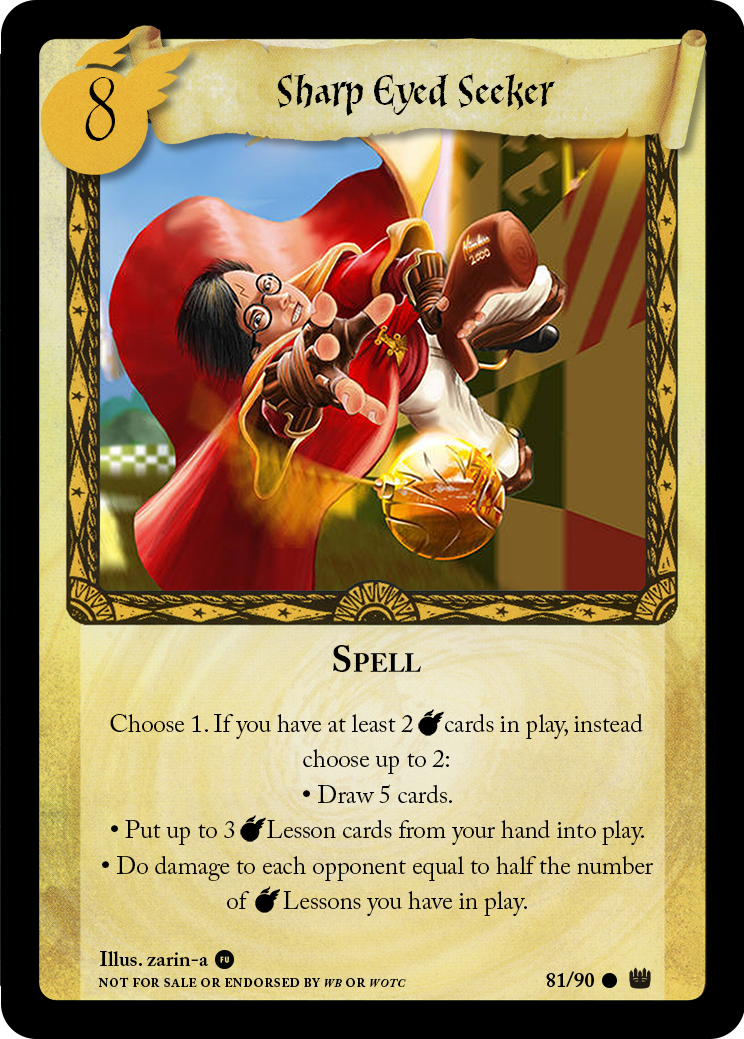 8
Sharp Eyed Seeker
Nimbus
2000
SPELL
Choose 1. If you have at least 2 cards in play, instead
choose up to 2:
• Draw 5 cards.
• Put up to 3 Lesson cards from your hand into play.
• Do damage to each opponent equal to half the number
of Lessons you have in play.
Illus. zarin-a FU
NOT FOR SALE OR ENDORSED BY WB OR WOTC
81/90